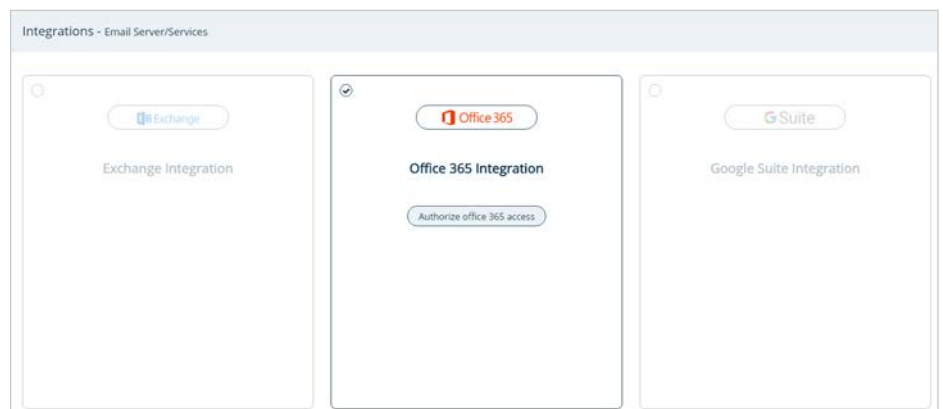 Integrations - Email Server/Services
Exchange
Exchange Integration
Office 365
Office 365 Integration
Authorize office 365 access
G Suite
Google Suite Integration